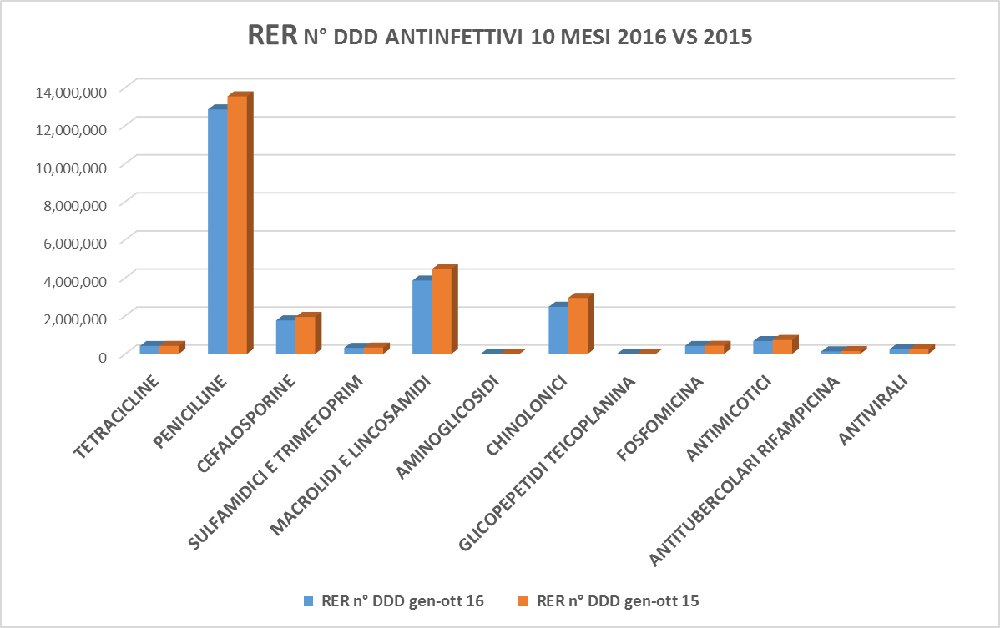 RER N° DDD ANTINFETTIVI 10 MESI 2016 VS 2015
14,000,000
12,000,000
10,000,000
8,000,000
6,000,000
4,000,000
2,000,000
0
TETRACICLINE
PENICILLINE
CEFALOSPORINE
SULFAMIDICI E TRIMETOPRIM
MACROLIDI E LINCOSAMIDI
AMINOGLICOSIDI
CHINOLONICI
GLICOPEPETIDI TEICOPLANINA
FOSFOMICINA
ANTIMICOTICI
ANTITUBERCOLARI RIFAMPICINA
ANTIVIRALI
RER n° DDD gen-ott 16
RER n° DDD gen-ott 15